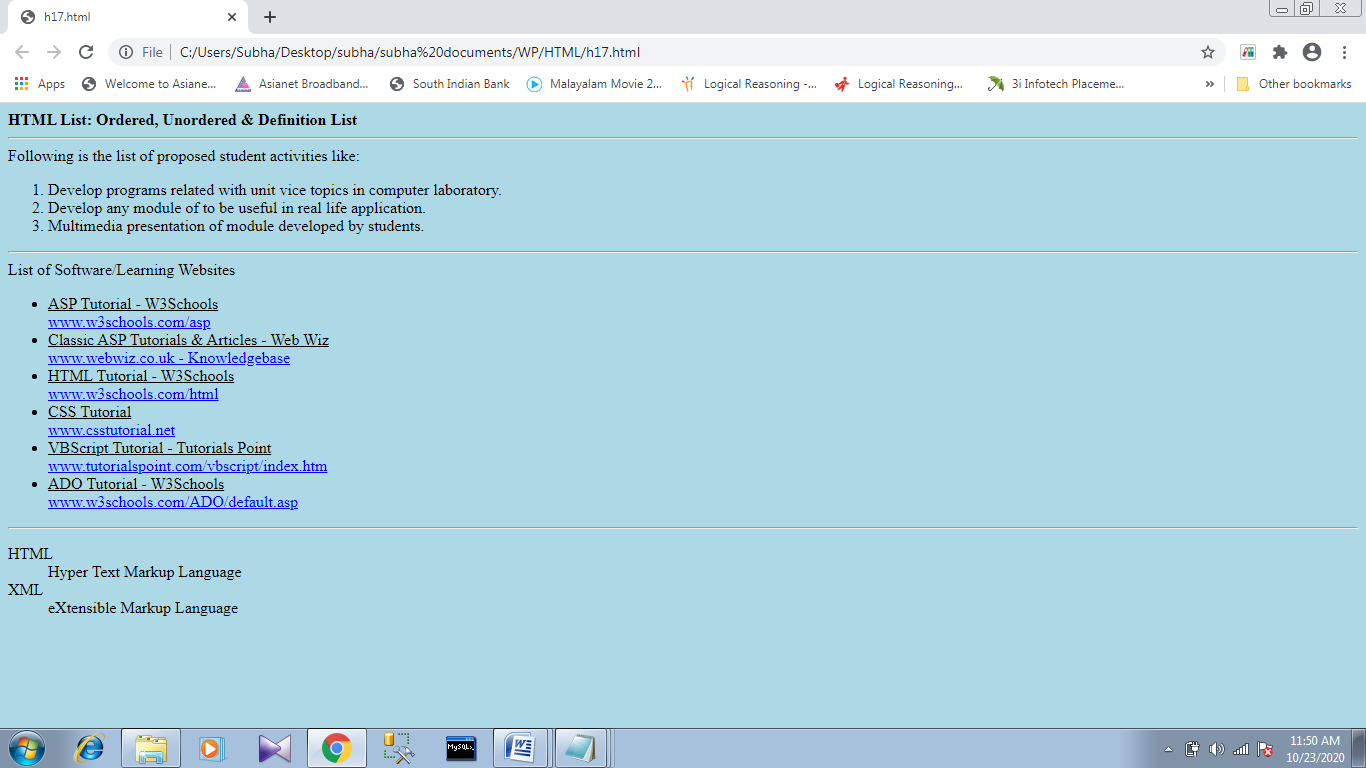 h17.html
File
C:/Users/Subha/Desktop/subha/subha%20documents/WP/HTML/h17.html
Apps
Welcome to Asiane...
Asianet Broadband...
South Indian Bank
Malayalam Movie 2...
Logical Reasoning -...
Logical Reasoning...
3i Infotech Placeme...
»
Other bookmarks
HTML List: Ordered, Unordered & Definition List
Following is the list of proposed student activities like:
1. Develop programs related with unit vice topics in computer laboratory.
2. Develop any module of to be useful in real life application.
3. Multimedia presentation of module developed by students.
List of Software/Learning Websites
• ASP Tutorial - W3Schools
www.w3schools.com/asp
• Classic ASP Tutorials & Articles - Web Wiz
www.webwiz.co.uk - Knowledgebase
• HTML Tutorial - W3Schools
www.w3schools.com/html
• CSS Tutorial
www.csstutorial.net
• VBScript Tutorial - Tutorials Point
www.tutorialspoint.com/vbscript/index.htm
• ADO Tutorial - W3Schools
www.w3schools.com/ADO/default.asp
HTML
Hyper Text Markup Language
XML
eXtensible Markup Language
MySQL>
11:50 AM
10/23/2020